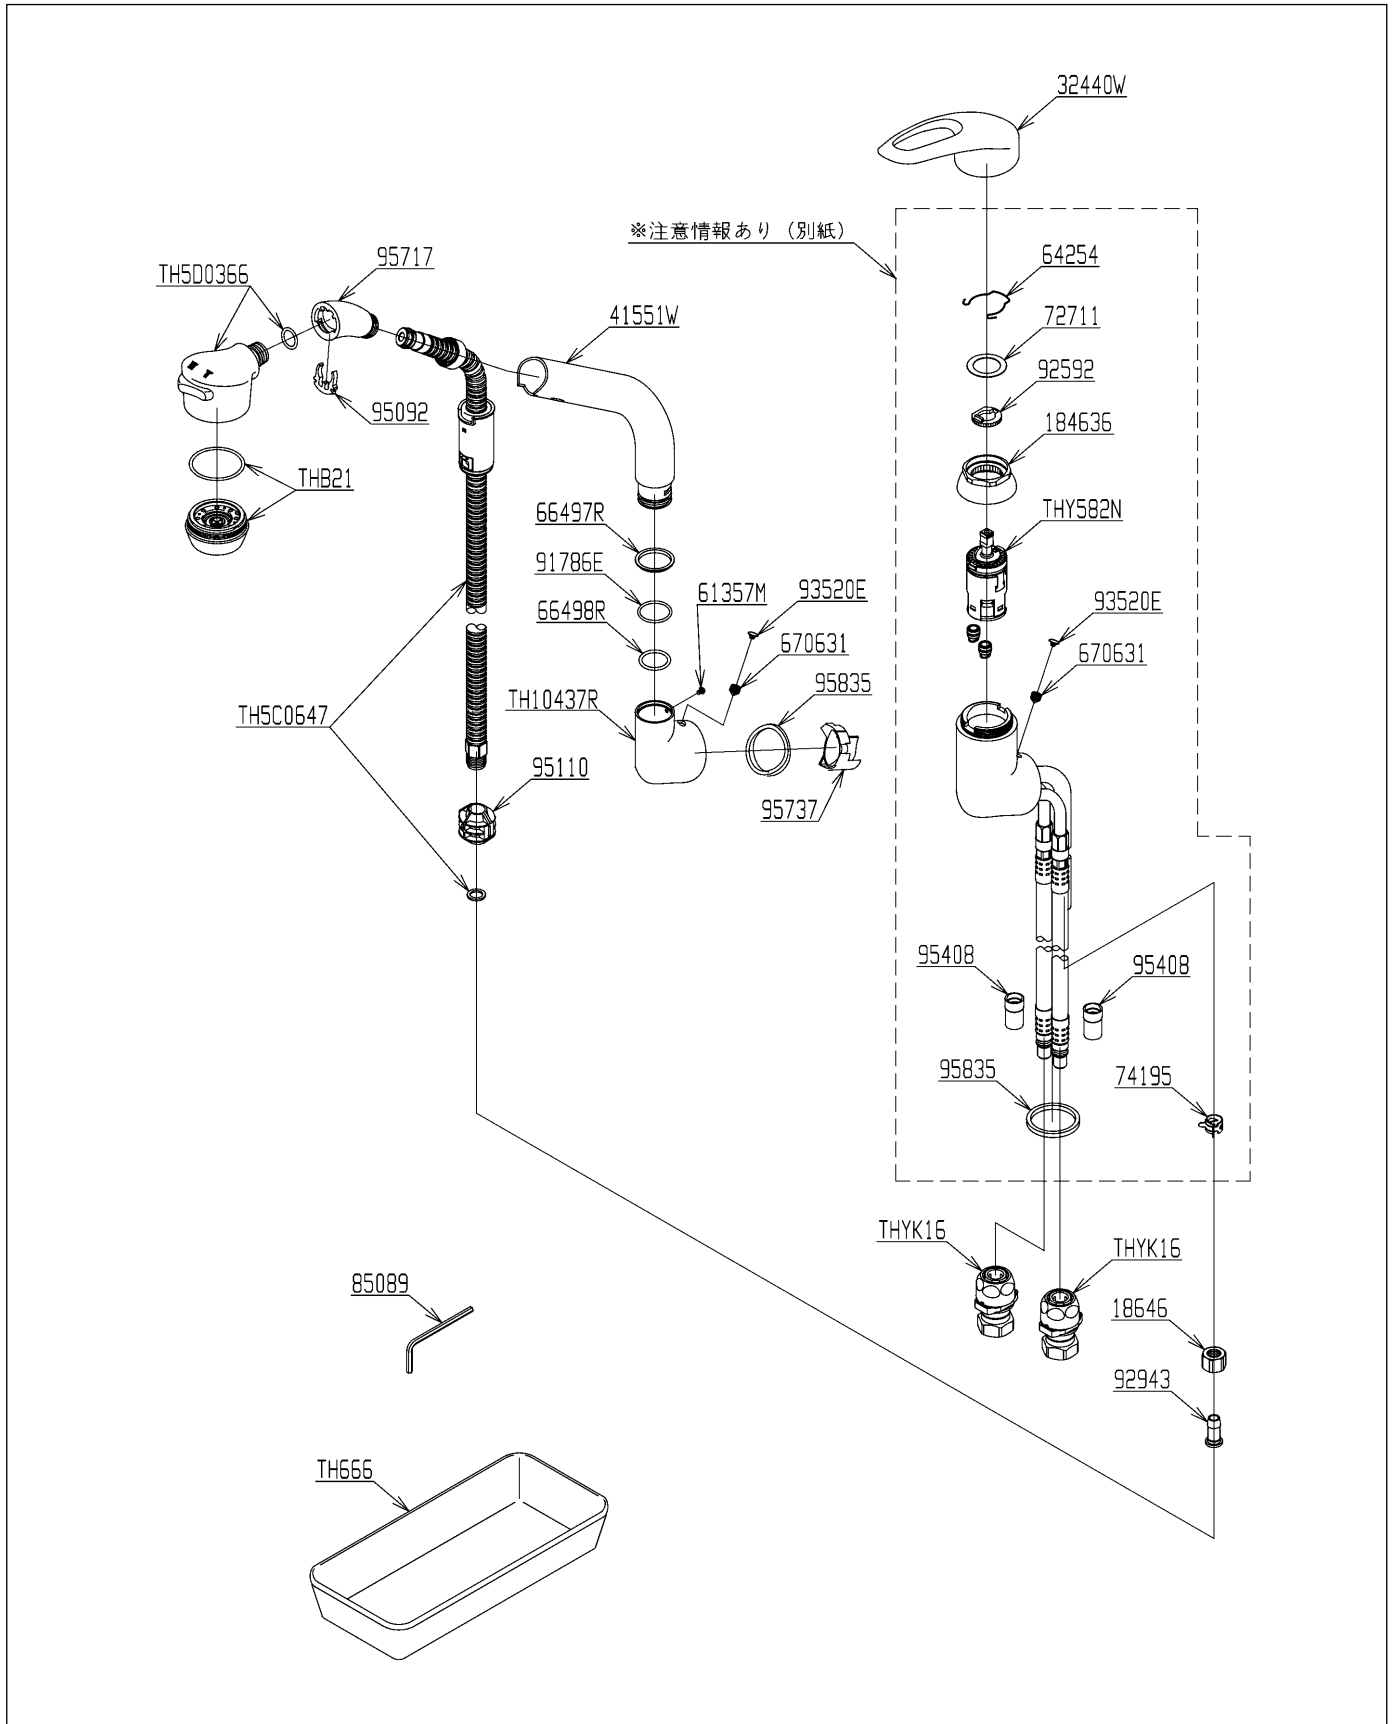 32440W
※注意情報あり (別紙)
64254
95717
TH5D0366
72711
41551W
92592
95092
184636
THB21
THY582N
66497R
91786E
61357M
93520E
93520E
66498R
670631
670631
95835
TH10437R
TH5C0647
95110
95737
95408
95408
95835
74195
THYK16
THYK16
85089
18646
92943
TH666